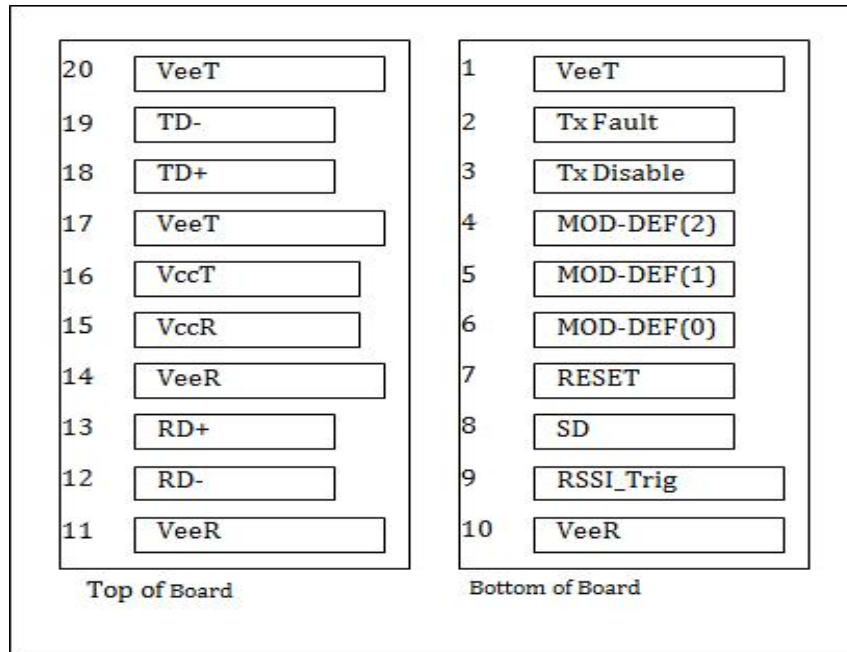 20 VeeT
19 TD-
18 TD+
17 VeeT
16 VccT
15 VccR
14 VeeR
13 RD+
12 RD-
11 VeeR
Top of Board
1 VeeT
2 Tx Fault
3 Tx Disable
4 MOD-DEF(2)
5 MOD-DEF(1)
6 MOD-DEF(0)
7 RESET
8 SD
9 RSSI_Trig
10 VeeR
Bottom of Board